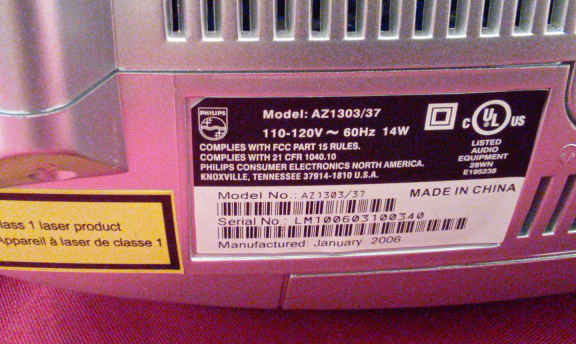 PHILIPS
Model: AZ1303/37
110-120V ~ 60Hz 14W
COMPLIES WITH FCC PART 15 RULES.
COMPLIES WITH 21 CFR 1040.10
PHILIPS CONSUMER ELECTRONICS NORTH AMERICA.
KNOXVILLE, TENNESSEE 37914-1810 U.S.A.
C UL US
LISTED
AUDIO
EQUIPMENT
29WN
E195238
Model No.: AZ1303/37
MADE IN CHINA
Serial No.: LM100603100340
Manufactured: January 2006
lass 1 laser product
Appareil à laser de classe 1